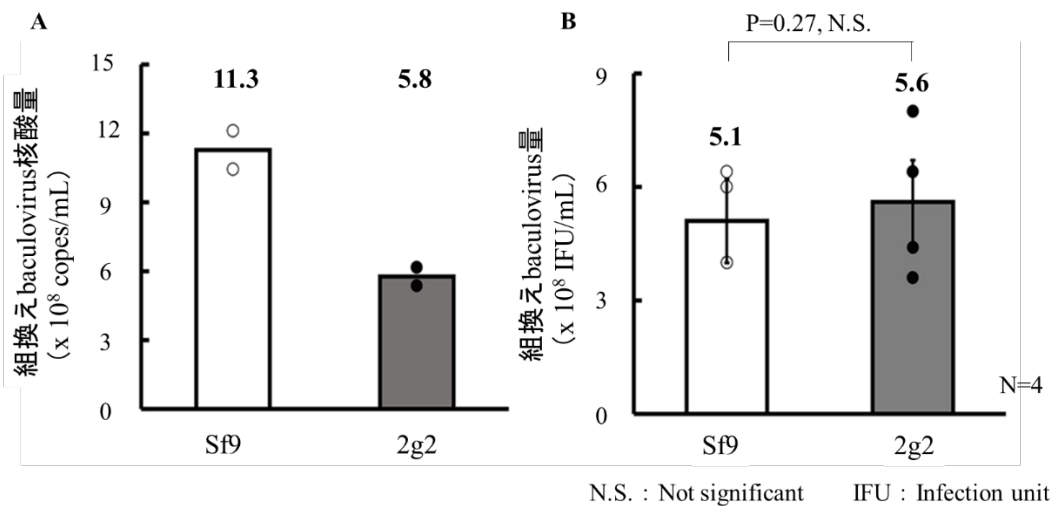 A
組換えbaculovirus核酸量
（x 10⁸ copes/mL）
15
12
9
6
3
0
11.3
5.8
Sf9
2g2
B
P=0.27, N.S.
組換えbaculovirus量
（x 10⁸ IFU/mL）
9
6
3
0
5.1
5.6
N=4
Sf9
2g2
N.S.：Not significant
IFU：Infection unit